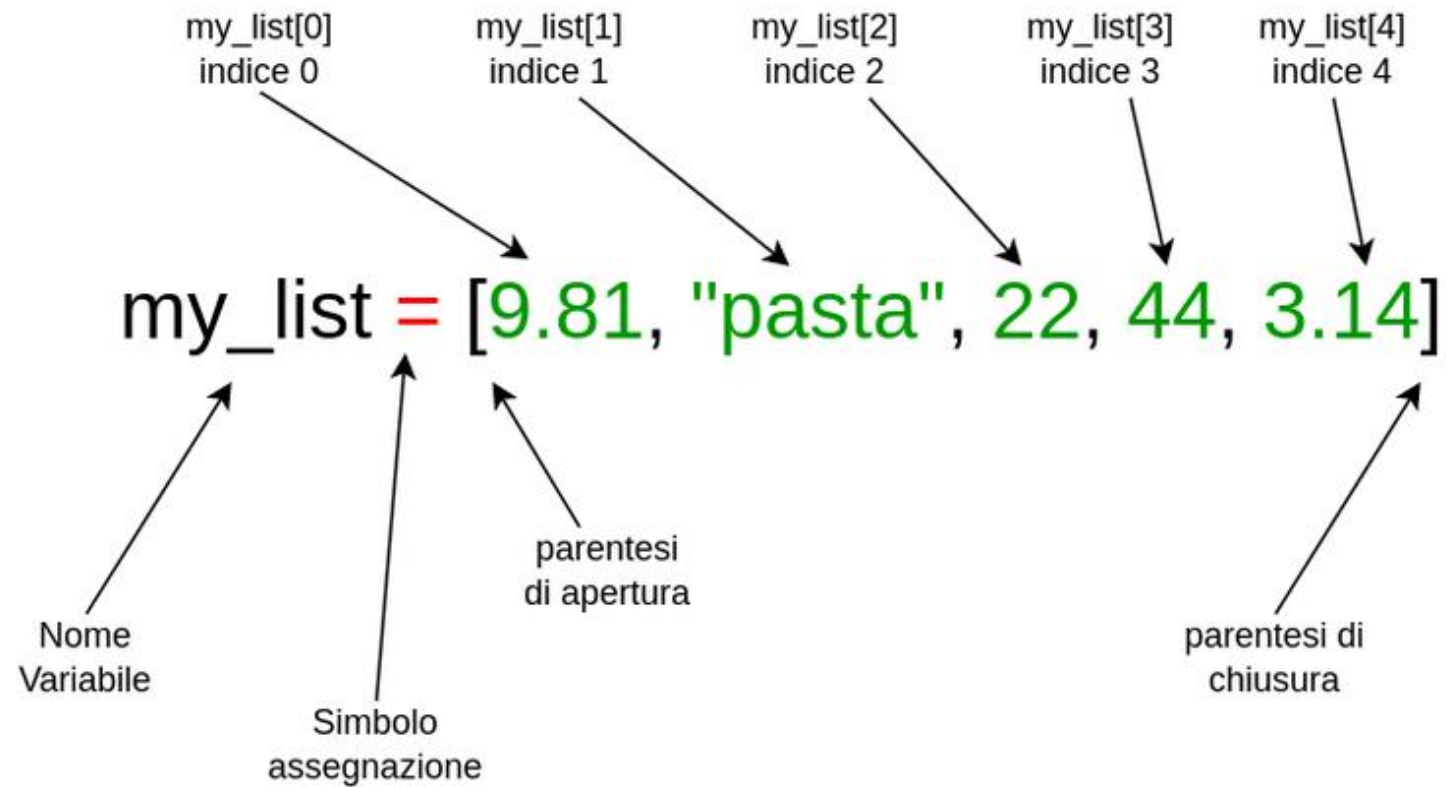 my_list[0]
indice 0
my_list[1]
indice 1
my_list[2]
indice 2
my_list[3]
indice 3
my_list[4]
indice 4
my_list = [9.81, "pasta", 22, 44, 3.14]
Nome
Variabile
Simbolo
assegnazione
parentesi
di apertura
parentesi di
chiusura